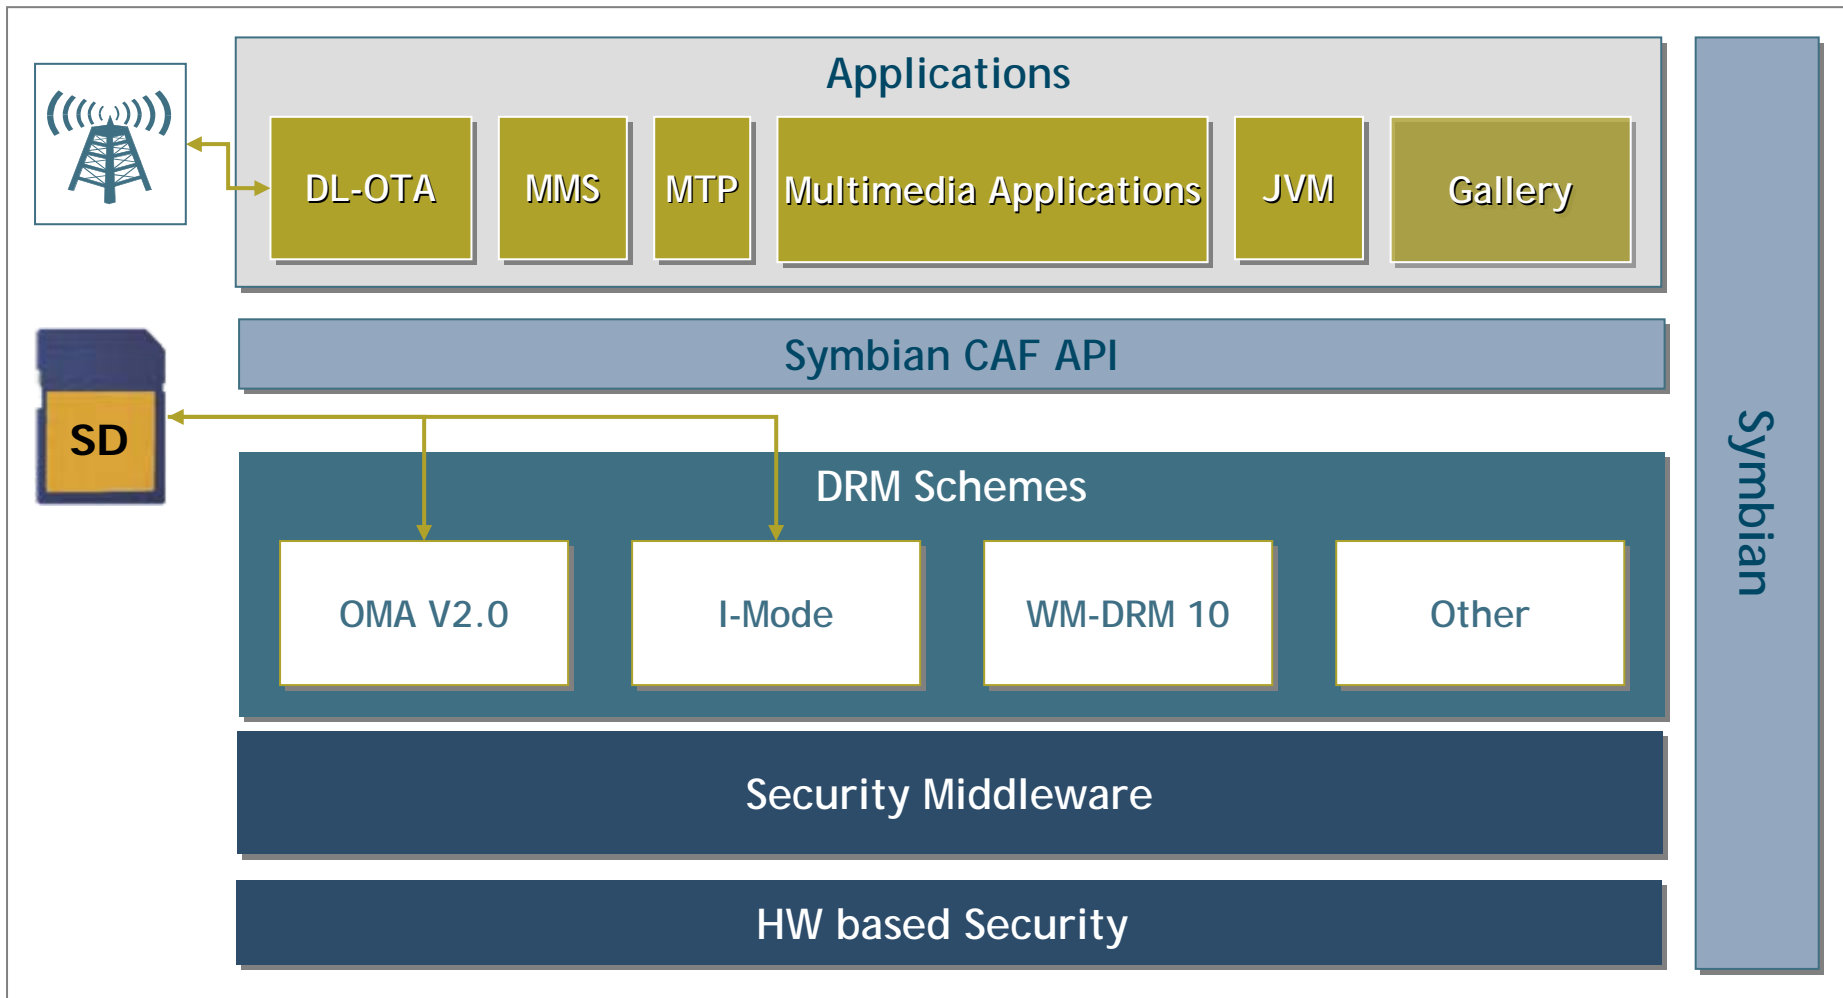 Applications
DL-OTA
MMS
MTP
Multimedia Applications
JVM
Gallery
Symbian CAF API
SD
DRM Schemes
OMA V2.0
I-Mode
WM-DRM 10
Other
Security Middleware
HW based Security
Symbian